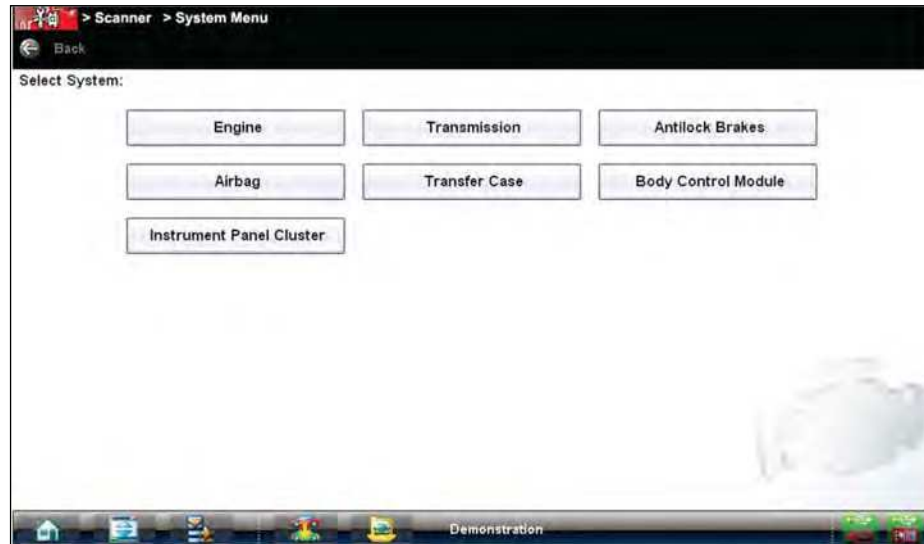 > Scanner > System Menu
Back
Select System:
Engine Transmission Antilock Brakes
Airbag Transfer Case Body Control Module
Instrument Panel Cluster
Demonstration